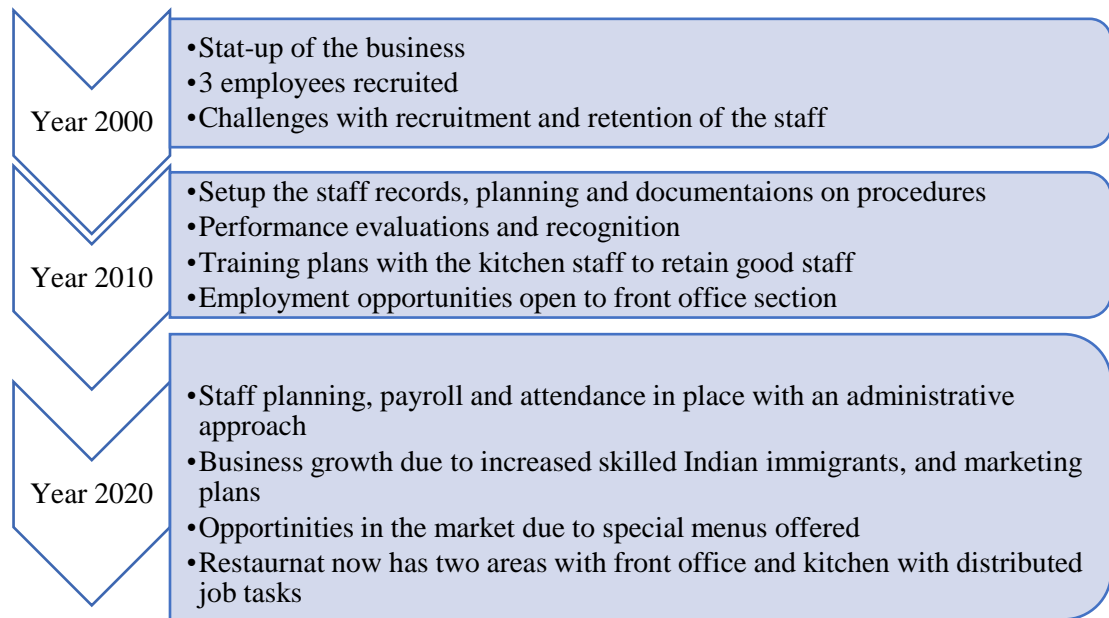 Year 2000
•Stat-up of the business
•3 employees recruited
•Challenges with recruitment and retention of the staff
Year 2010
•Setup the staff records, planning and documentaions on procedures
•Performance evaluations and recognition
•Training plans with the kitchen staff to retain good staff
•Employment opportunities open to front office section
Year 2020
•Staff planning, payroll and attendance in place with an administrative
approach
•Business growth due to increased skilled Indian immigrants, and marketing
plans
•Opportinities in the market due to special menus offered
•Restaurnat now has two areas with front office and kitchen with distributed
job tasks